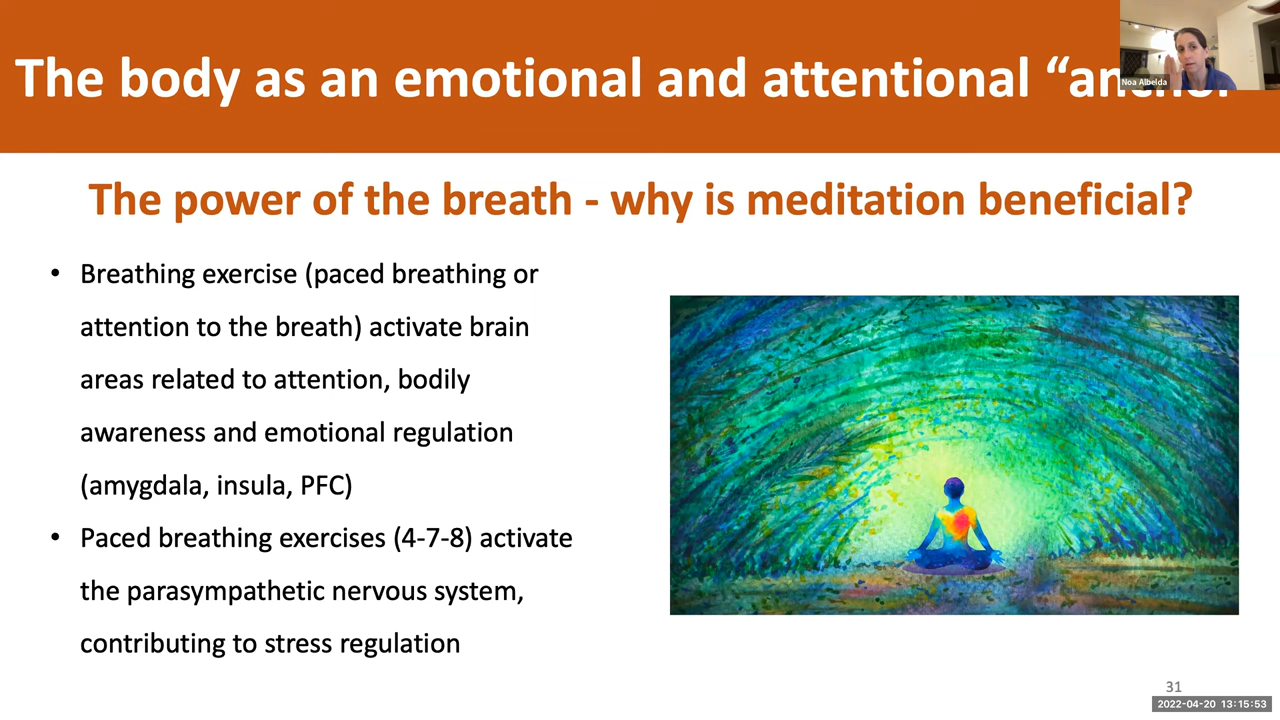 The body as an emotional and attentional “anchor
Noa Albelda
The power of the breath - why is meditation beneficial?
• Breathing exercise (paced breathing or
attention to the breath) activate brain
areas related to attention, bodily
awareness and emotional regulation
(amygdala, insula, PFC)
• Paced breathing exercises (4-7-8) activate
the parasympathetic nervous system,
contributing to stress regulation
31
2022-04-20 13:15:53